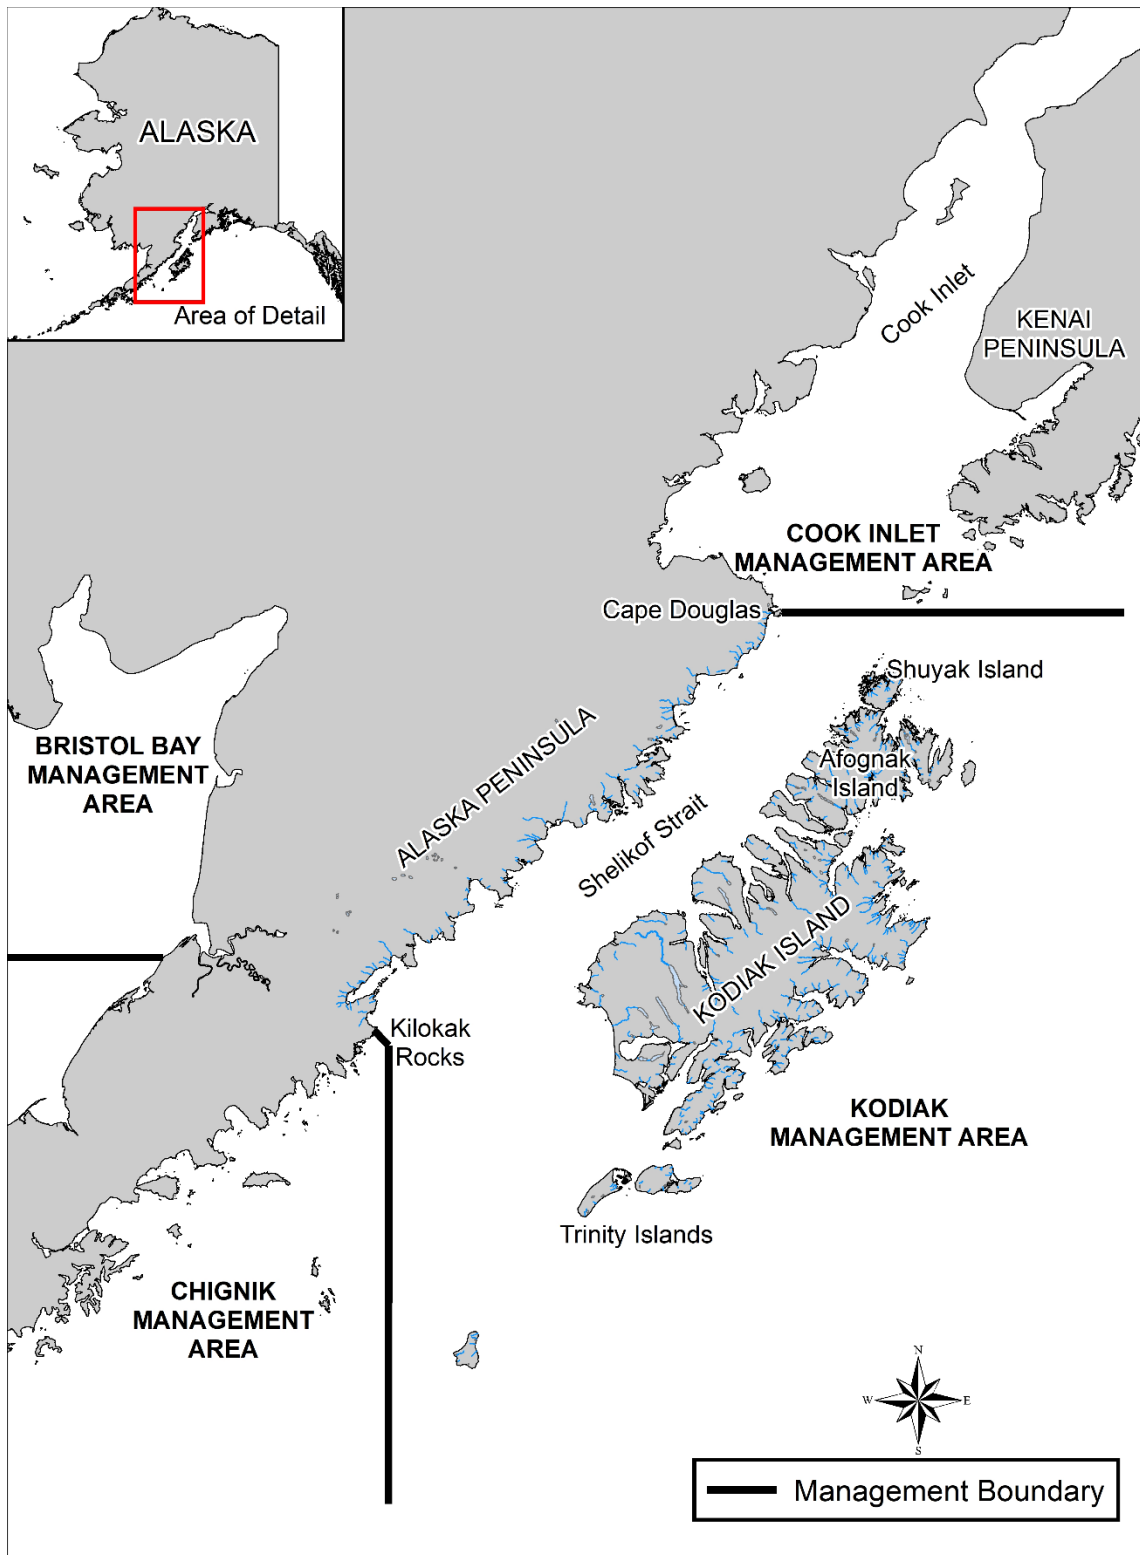 ALASKA
Area of Detail
Cook Inlet
KENAI
PENINSULA
COOK INLET
MANAGEMENT AREA
Cape Douglas
Shuyak Island
BRISTOL BAY
MANAGEMENT
AREA
ALASKA PENINSULA
Afognak
Island
Shelikof Strait
KODIAK ISLAND
Kilokak
Rocks
KODIAK
MANAGEMENT AREA
Trinity Islands
CHIGNIK
MANAGEMENT
AREA
N
W
E
S
Management Boundary